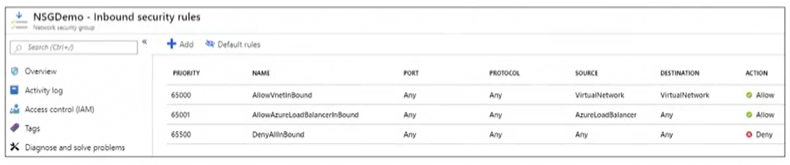 NSGDemo - Inbound security rules
Network security group
Search (Ctrl+/)
«
Add Default rules
Overview
Activity log
Access control (IAM)
Tags
Diagnose and solve problems
PRIORITY NAME PORT PROTOCOL SOURCE DESTINATION ACTION
65000 AllowVnetInBound Any Any VirtualNetwork VirtualNetwork Allow
65001 AllowAzureLoadBalancerInBound Any Any AzureLoadBalancer Any Allow
65500 DenyAllInBound Any Any Any Any Deny